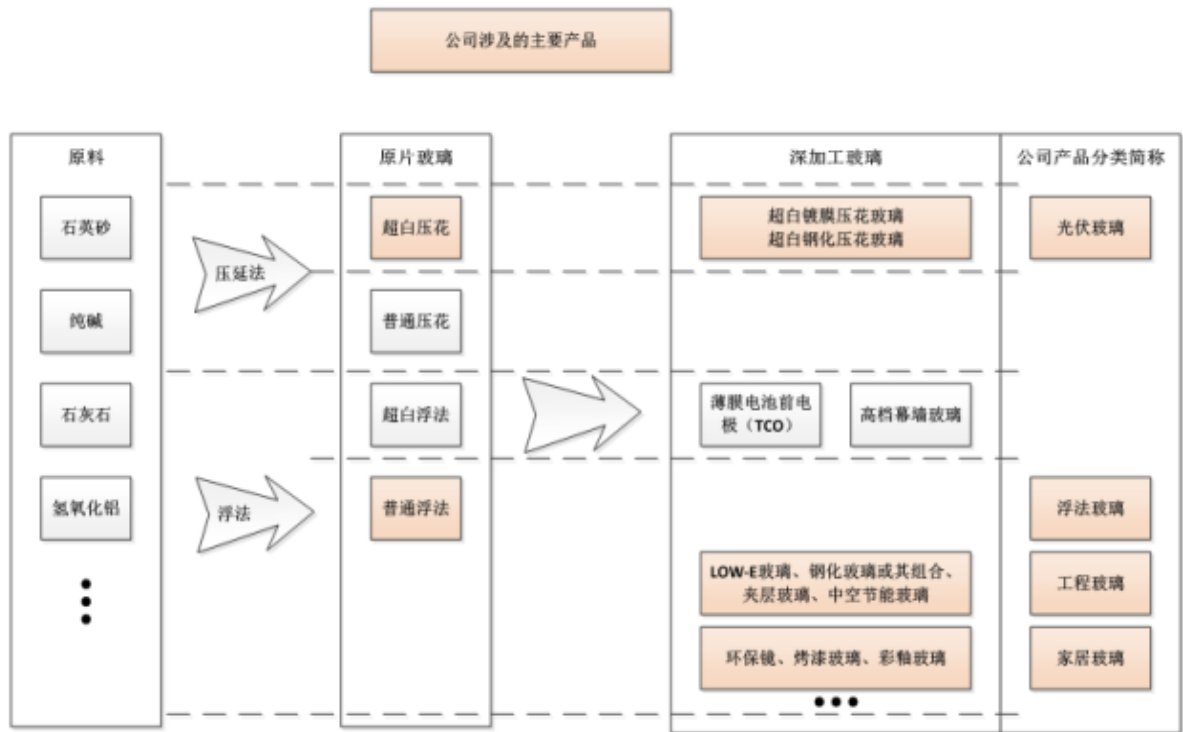 公司涉及的主要产品
原料
原片玻璃
深加工玻璃
公司产品分类简称
石英砂
超白压花
超白镀膜压花玻璃
超白钢化压花玻璃
光伏玻璃
压延法
纯碱
普通压花
石灰石
超白浮法
薄膜电池前电
极（TCO）
高档幕墙玻璃
氢氧化铝
浮法
普通浮法
浮法玻璃
LOW-E玻璃、钢化玻璃或其组合、
夹层玻璃、中空节能玻璃
工程玻璃
环保镜、烤漆玻璃、彩釉玻璃
家居玻璃